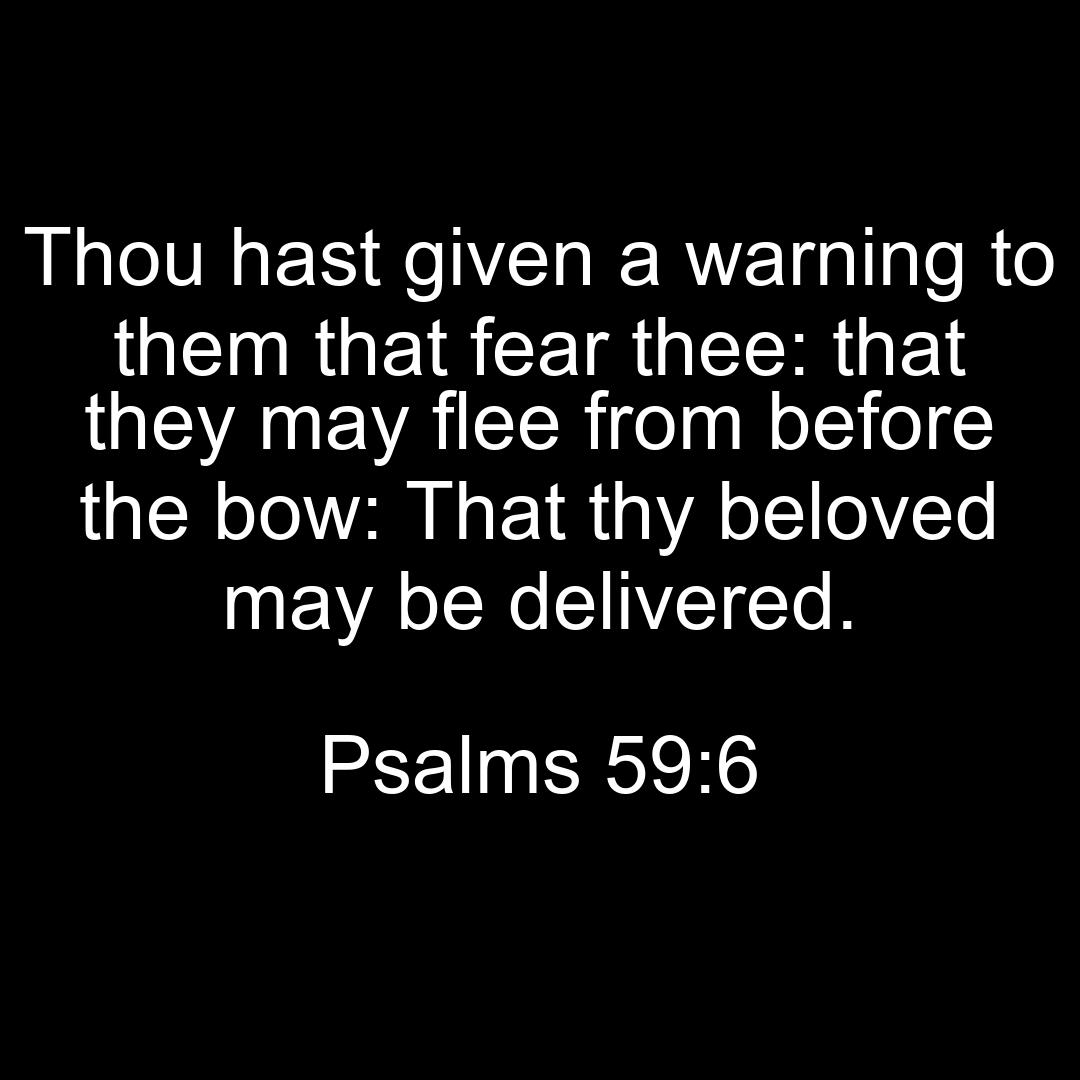 Thou hast given a warning to
them that fear thee: that
they may flee from before
the bow: That thy beloved
may be delivered.
Psalms 59:6